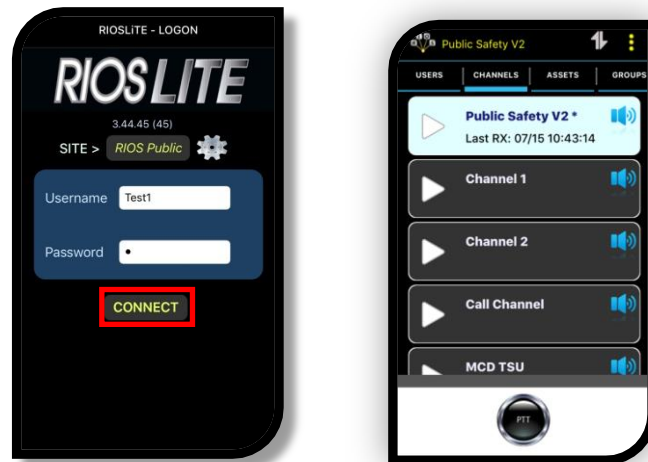 RIOSLiTE - LOGON
RIOSLITE
3.44.45 (45)
SITE > RIOS Public
Username Test1
Password
CONNECT
Public Safety V2
USERS CHANNELS ASSETS GROUPS
Public Safety V2 *
Last RX: 07/15 10:43:14
Channel 1
Channel 2
Call Channel
MCD TSU
PTT